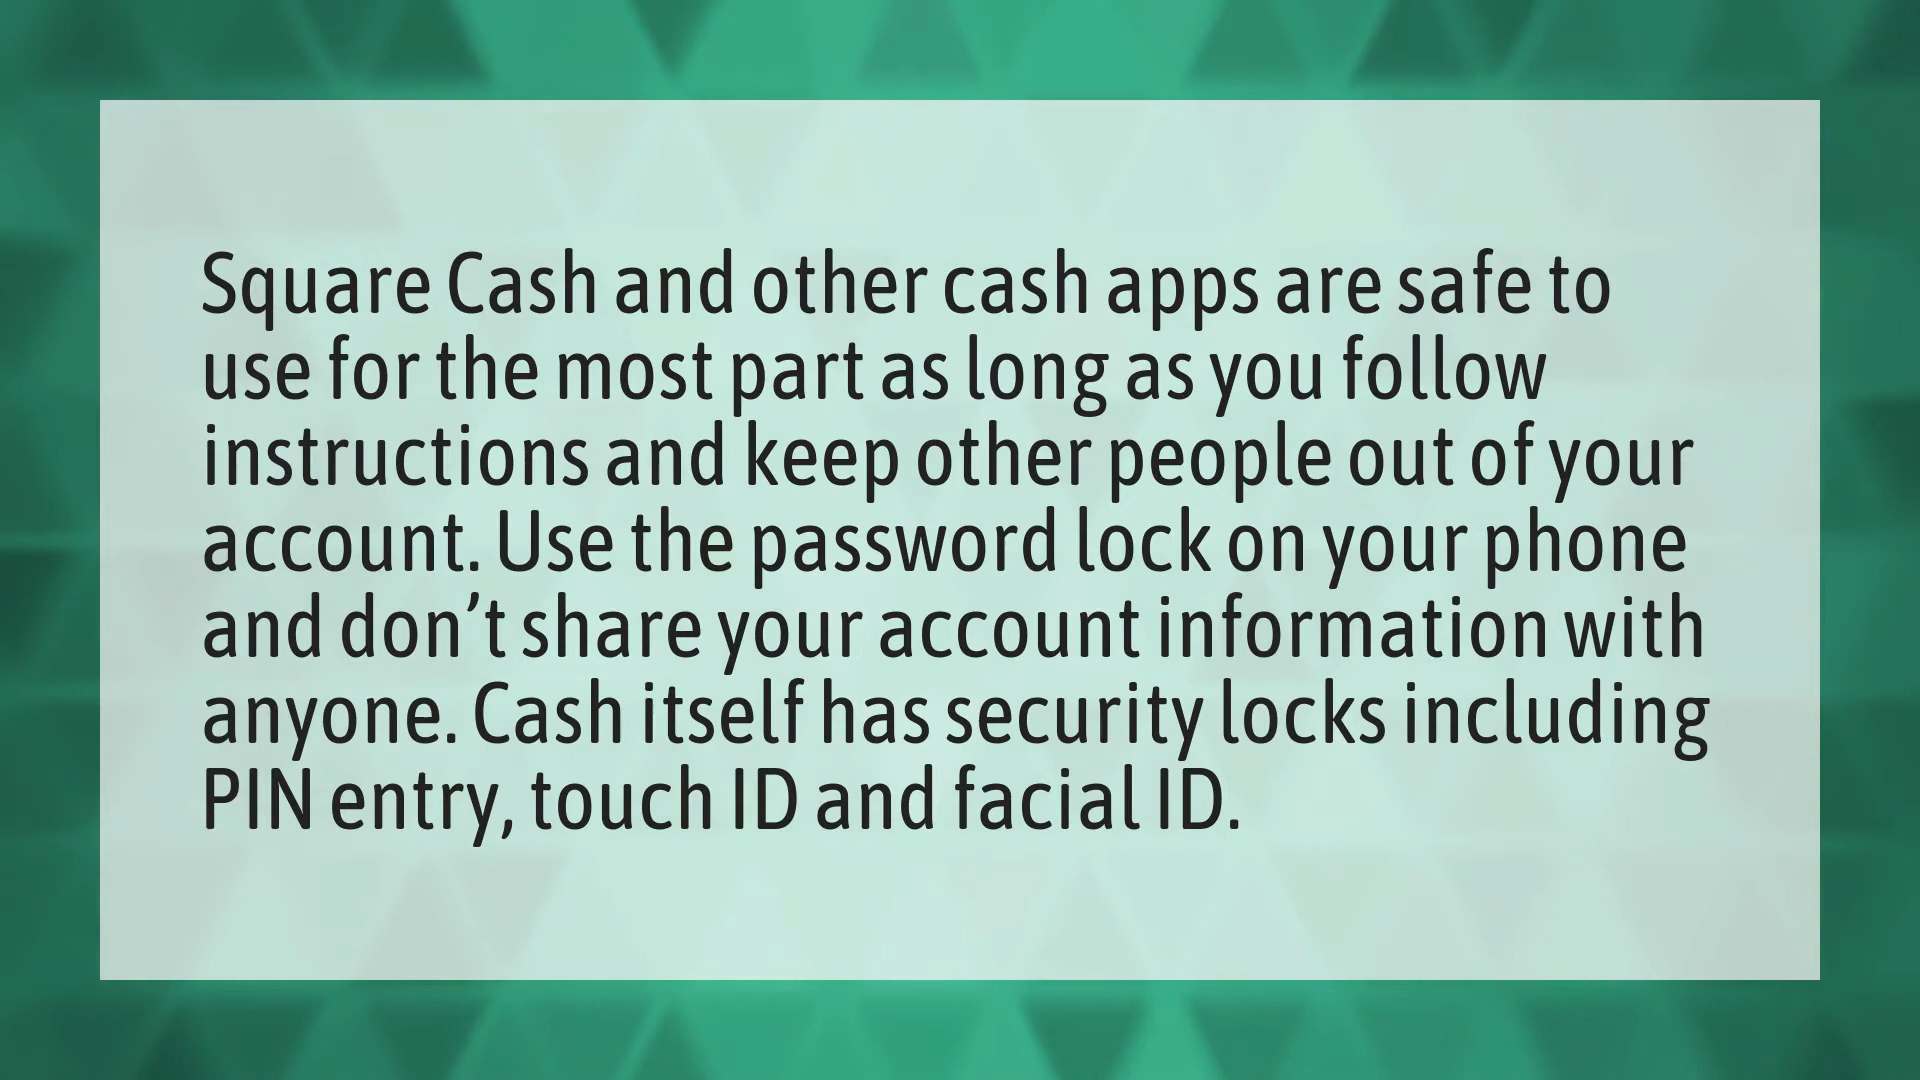 Square Cash and other cash apps are safe to
use for the most part as long as you follow
instructions and keep other people out of your
account. Use the password lock on your phone
and don’t share your account information with
anyone. Cash itself has security locks including
PIN entry, touch ID and facial ID.